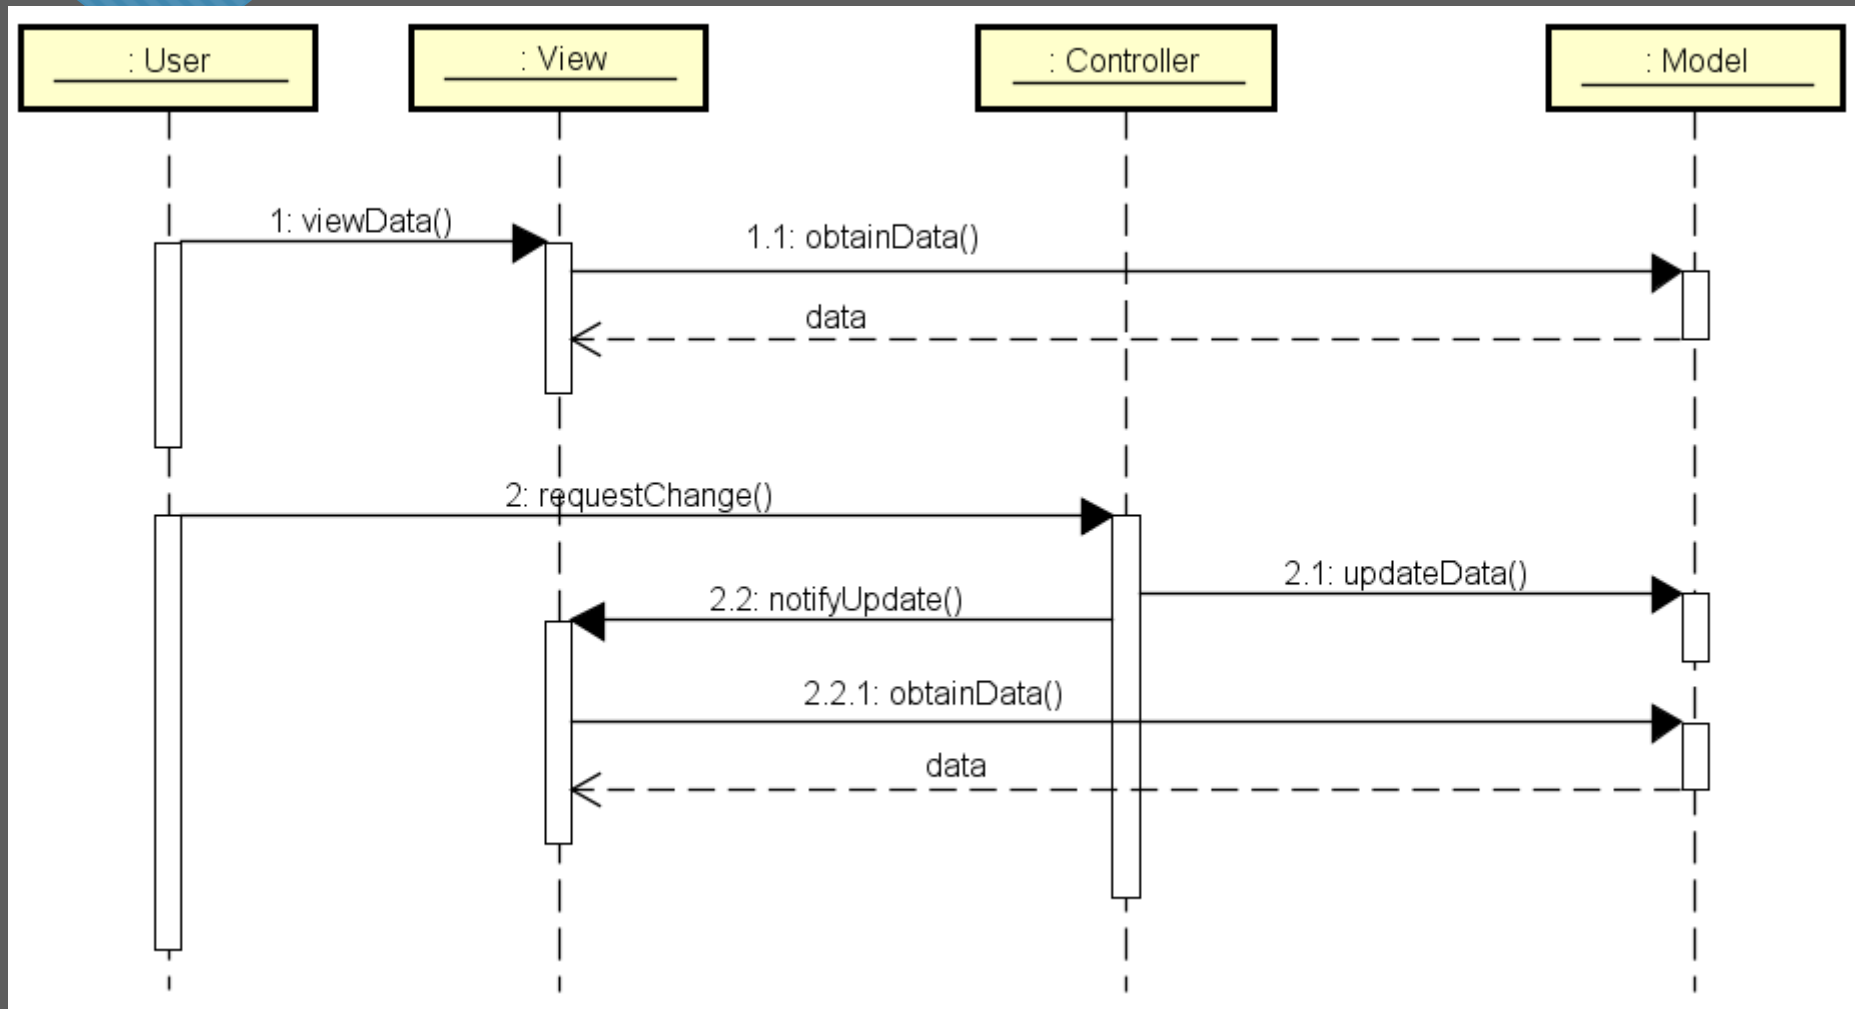 : User
: View
: Controller
: Model
1: viewData()
1.1: obtainData()
data
2: requestChange()
2.1: updateData()
2.2: notifyUpdate()
2.2.1: obtainData()
data